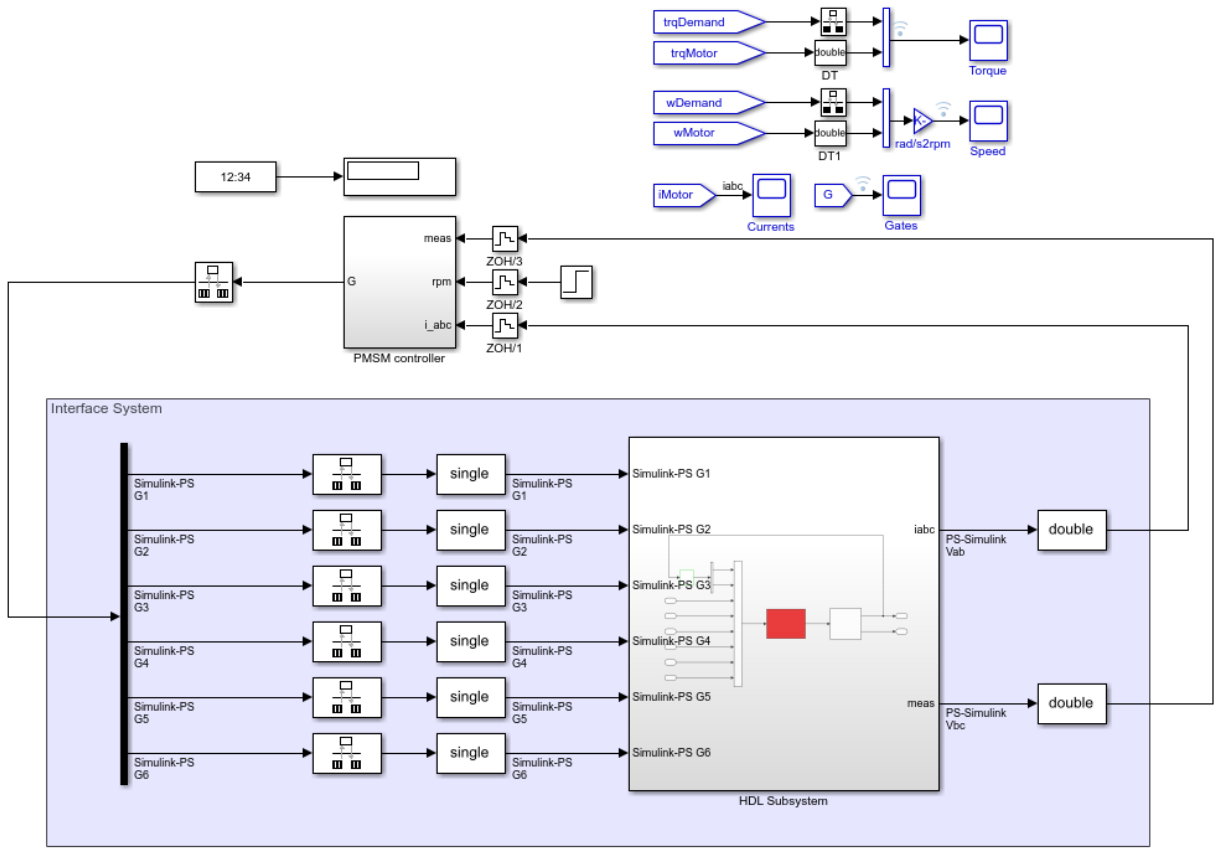 trqDemand
trqMotor
double
DT
Torque
wDemand
wMotor
double
DT1
K-
rad/s2rpm
Speed
12:34
iMotor
iabc
Currents
G
Gates
meas
ZOH/3
G
rpm
ZOH/2
i_abc
ZOH/1
PMSM controller
Interface System
Simulink-PS
G1
single
Simulink-PS
G1
Simulink-PS G1
Simulink-PS
G2
single
Simulink-PS
G2
Simulink-PS G2
iabc
PS-Simulink
Vab
double
Simulink-PS
G3
single
Simulink-PS
G3
Simulink-PS G3
Simulink-PS
G4
single
Simulink-PS
G4
Simulink-PS G4
Simulink-PS
G5
single
Simulink-PS
G5
Simulink-PS G5
meas
PS-Simulink
Vbc
double
Simulink-PS
G6
single
Simulink-PS
G6
Simulink-PS G6
HDL Subsystem